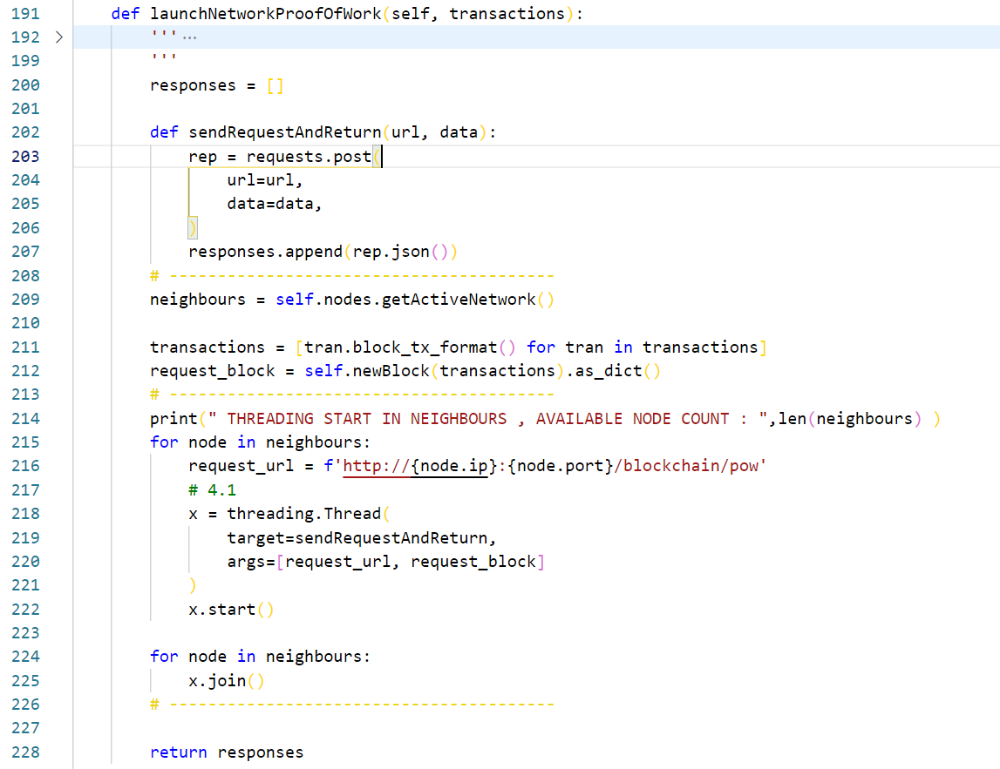 191 def launchNetworkProofOfWork(self, transactions):
192 > '''...
199 '''
200 responses = []
201
202 def sendRequestAndReturn(url, data):
203 rep = requests.post(
204 url=url,
205 data=data,
206 )
207 responses.append(rep.json())
208 # ----------------------------------------
209 neighbours = self.nodes.getActiveNetwork()
210
211 transactions = [tran.block_tx_format() for tran in transactions]
212 request_block = self.newBlock(transactions).as_dict()
213 # ----------------------------------------
214 print(" THREADING START IN NEIGHBOURS , AVAILABLE NODE COUNT : ",len(neighbours) )
215 for node in neighbours:
216 request_url = f'http://{node.ip}:{node.port}/blockchain/pow'
217 # 4.1
218 x = threading.Thread(
219 target=sendRequestAndReturn,
220 args=[request_url, request_block]
221 )
222 x.start()
223
224 for node in neighbours:
225 x.join()
226 # ----------------------------------------
227
228 return responses